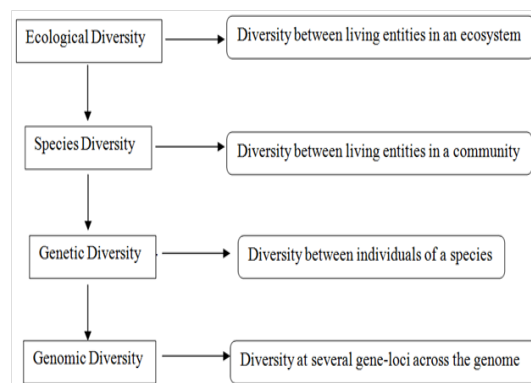 Ecological Diversity
Diversity between living entities in an ecosystem
Species Diversity
Diversity between living entities in a community
Genetic Diversity
Diversity between individuals of a species
Genomic Diversity
Diversity at several gene-loci across the genome